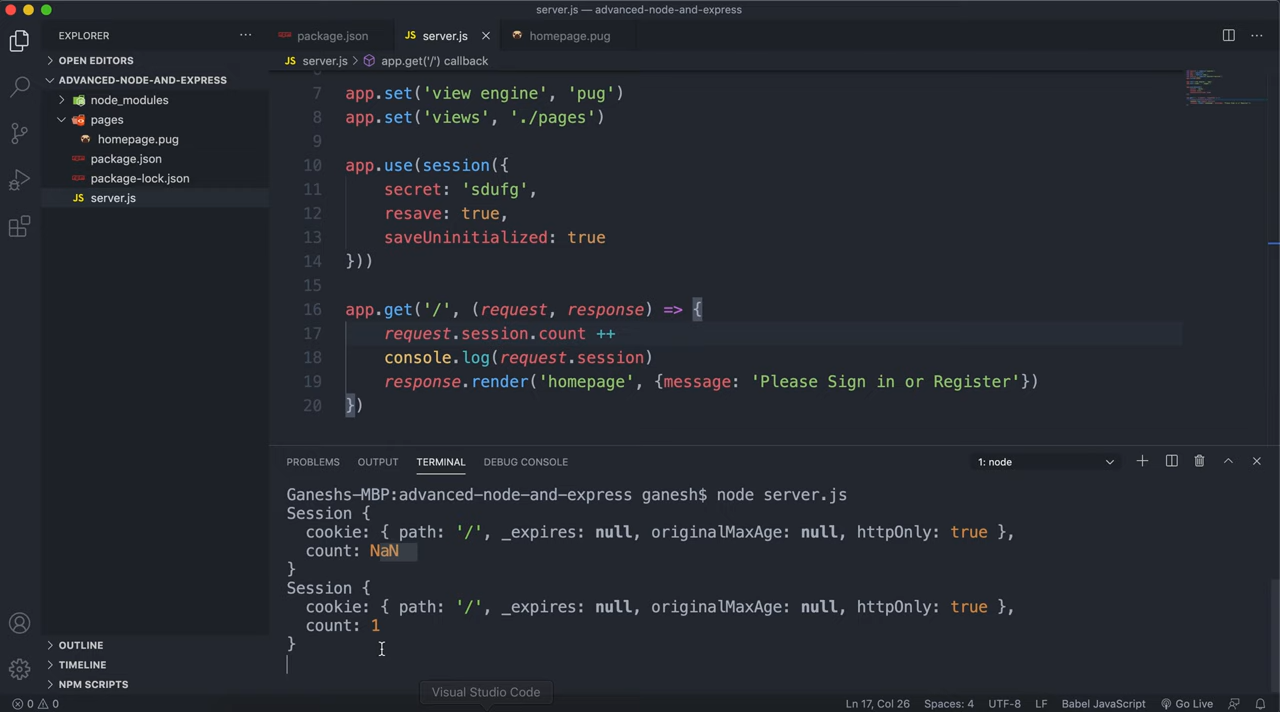 server.js — advanced-node-and-express
EXPLORER
package.json
JS server.js
homepage.pug
OPEN EDITORS
JS server.js > app.get('/') callback
ADVANCED-NODE-AND-EXPRESS
node_modules
pages
homepage.pug
package.json
package-lock.json
JS server.js
7 app.set('view engine', 'pug')
8 app.set('views', './pages')
9
10 app.use(session({
11 secret: 'sdufg',
12 resave: true,
13 saveUninitialized: true
14 }))
15
16 app.get('/', (request, response) => {
17 request.session.count ++
18 console.log(request.session)
19 response.render('homepage', {message: 'Please Sign in or Register'})
20 })
PROBLEMS OUTPUT TERMINAL DEBUG CONSOLE 1: node
Ganeshs-MBP:advanced-node-and-express ganesh$ node server.js
Session {
cookie: { path: '/', _expires: null, originalMaxAge: null, httpOnly: true },
count: NaN
}
Session {
cookie: { path: '/', _expires: null, originalMaxAge: null, httpOnly: true },
count: 1
}
OUTLINE
TIMELINE
NPM SCRIPTS
Visual Studio Code
0 0 Ln 17, Col 26 Spaces: 4 UTF-8 LF Babel JavaScript Go Live